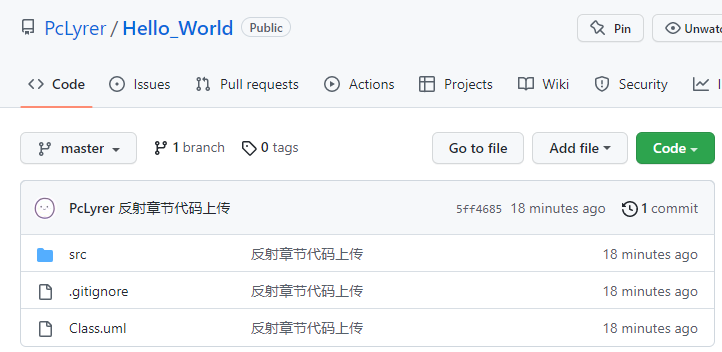 PcLyrer / Hello_World Public Pin Unwatc
Code Issues Pull requests Actions Projects Wiki Security
master 1 branch 0 tags Go to file Add file Code
PcLyrer 反射章节代码上传 5ff4685 18 minutes ago 1 commit
src 反射章节代码上传 18 minutes ago
.gitignore 反射章节代码上传 18 minutes ago
Class.uml 反射章节代码上传 18 minutes ago